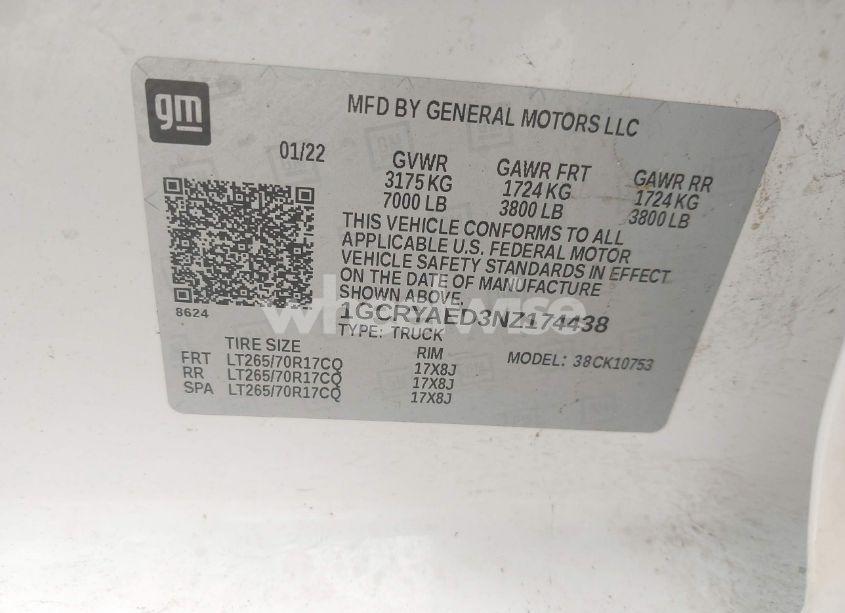 gm
MFD BY GENERAL MOTORS LLC
01/22
GVWR GAWR FRT GAWR RR
3175 KG 1724 KG 1724 KG
7000 LB 3800 LB 3800 LB
THIS VEHICLE CONFORMS TO ALL
APPLICABLE U.S. FEDERAL MOTOR
VEHICLE SAFETY STANDARDS IN EFFECT
ON THE DATE OF MANUFACTURE
SHOWN ABOVE.
8624
1GCRYAED3NZ174438
TYPE: TRUCK
TIRE SIZE RIM MODEL: 38CK10753
FRT LT265/70R17CQ 17X8J
RR LT265/70R17CQ 17X8J
SPA LT265/70R17CQ 17X8J